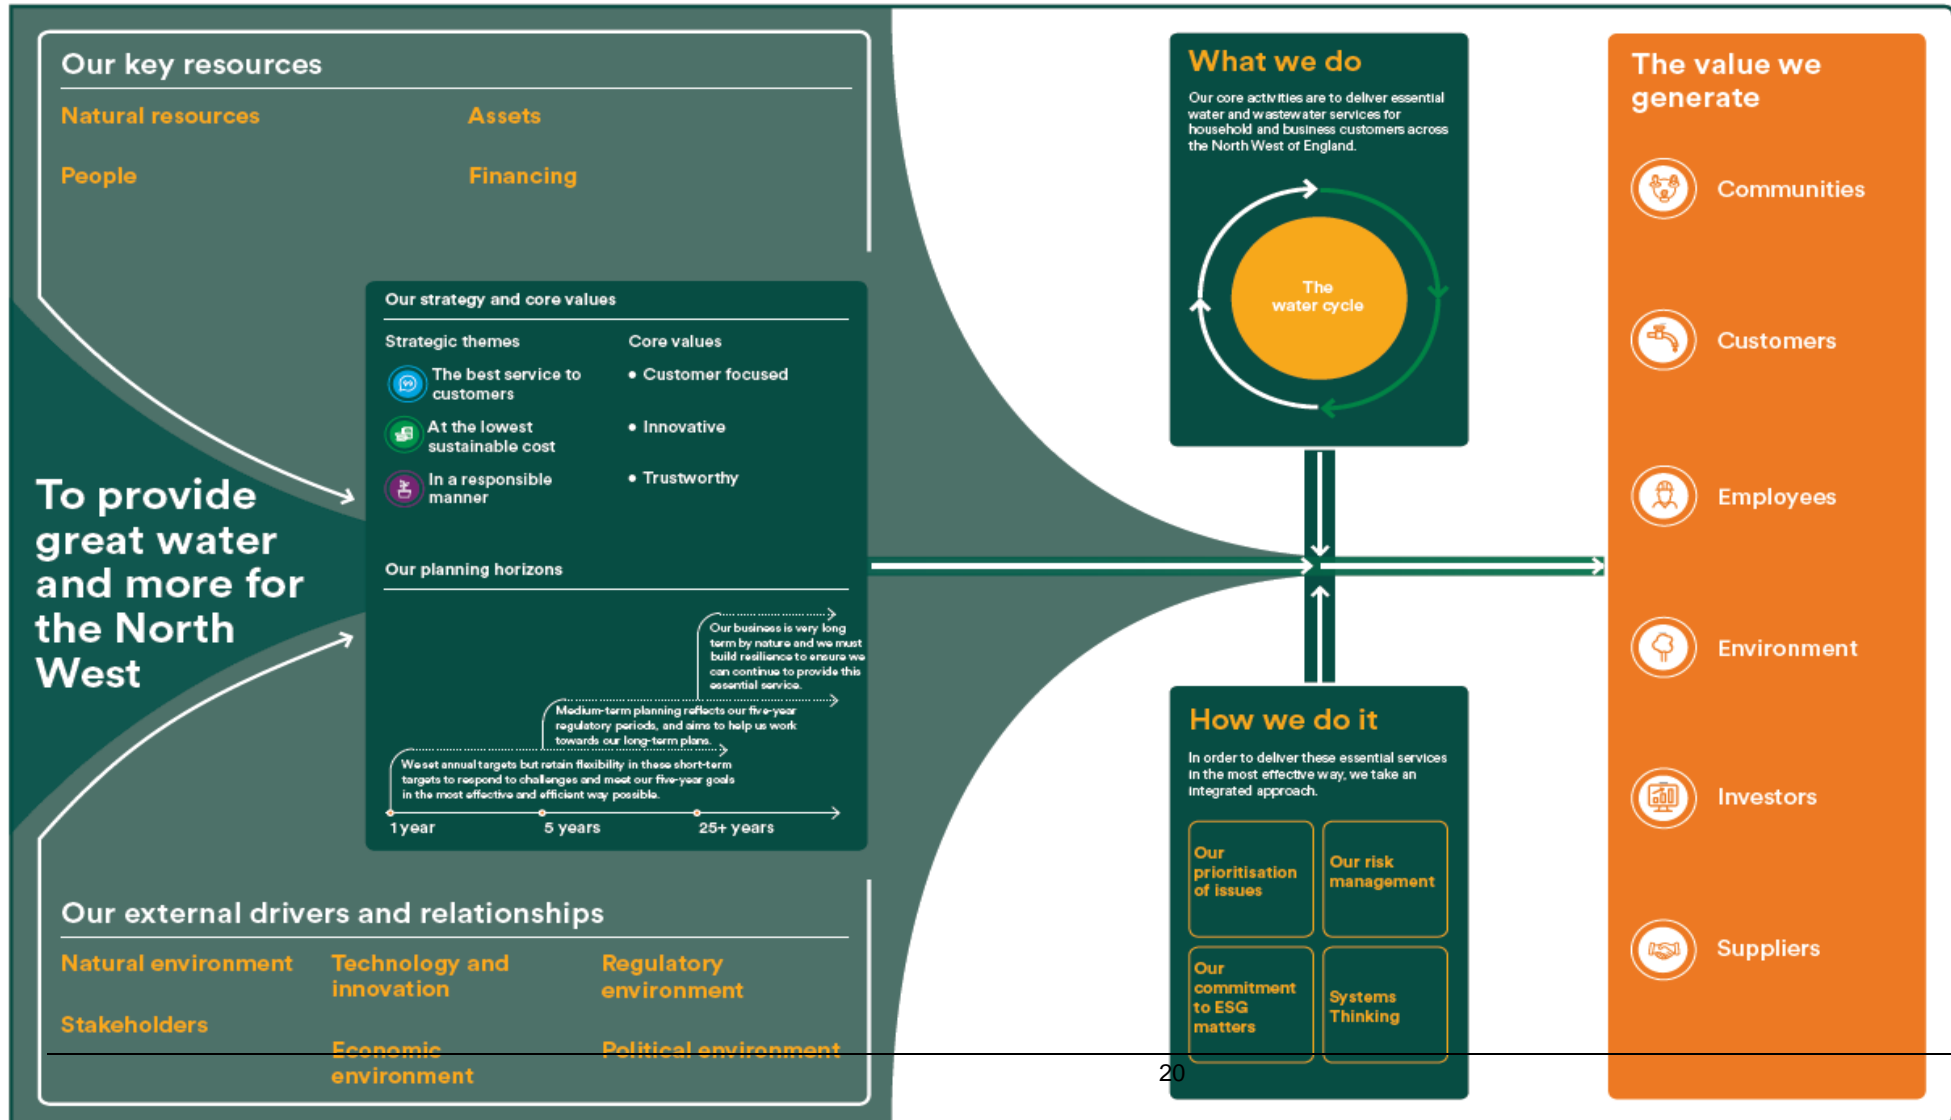 Our key resources
Natural resources
Assets
People
Financing
To provide
great water
and more for
the North
West
Our strategy and core values
Strategic themes
Core values
The best service to
customers
• Customer focused
At the lowest
sustainable cost
• Innovative
In a responsible
manner
• Trustworthy
Our planning horizons
Our business is very long
term by nature and we must
build resilience to ensure we
can continue to provide this
essential service.
Medium-term planning reflects our five-year
regulatory periods, and aims to help us work
towards our long-term plans.
We set annual targets but retain flexibility in these short-term
targets to respond to challenges and meet our five-year goals
in the most effective and efficient way possible.
1 year
5 years
25+ years
Our external drivers and relationships
Natural environment
Technology and
innovation
Regulatory
environment
Stakeholders
Economic
environment
Political environment
What we do
Our core activities are to deliver essential
water and wastewater services for
household and business customers across
the North West of England.
The
water cycle
How we do it
In order to deliver these essential services
in the most effective way, we take an
integrated approach.
Our
prioritisation
of issues
Our risk
management
Our
commitment
to ESG
matters
Systems
Thinking
The value we
generate
Communities
Customers
Employees
Environment
Investors
Suppliers
20